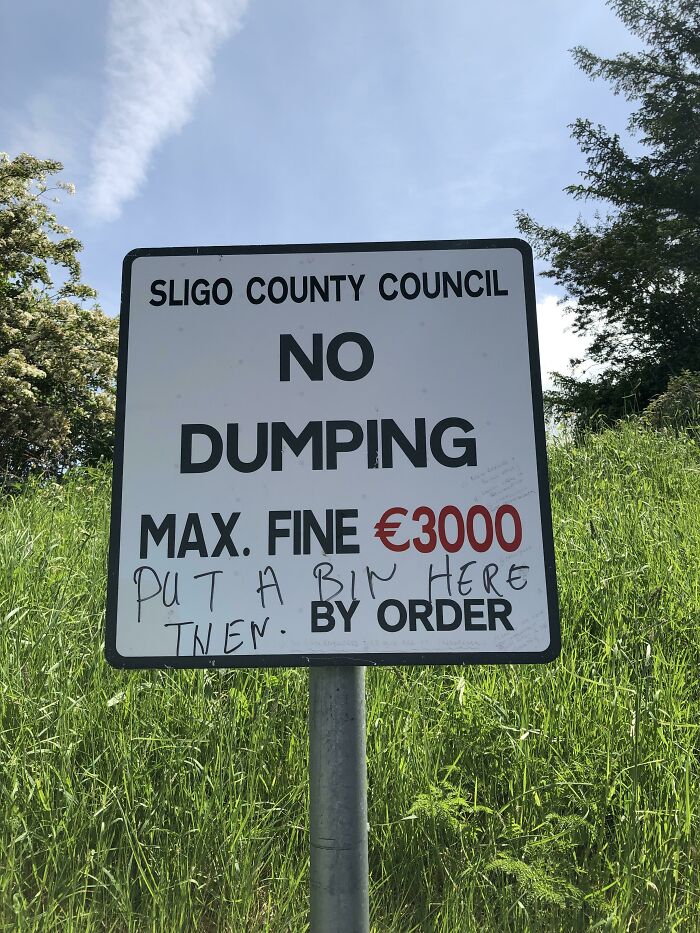 SLIGO COUNTY COUNCIL
NO
DUMPING
MAX. FINE €3000
PUT A BIN HERE
THEN.
BY ORDER